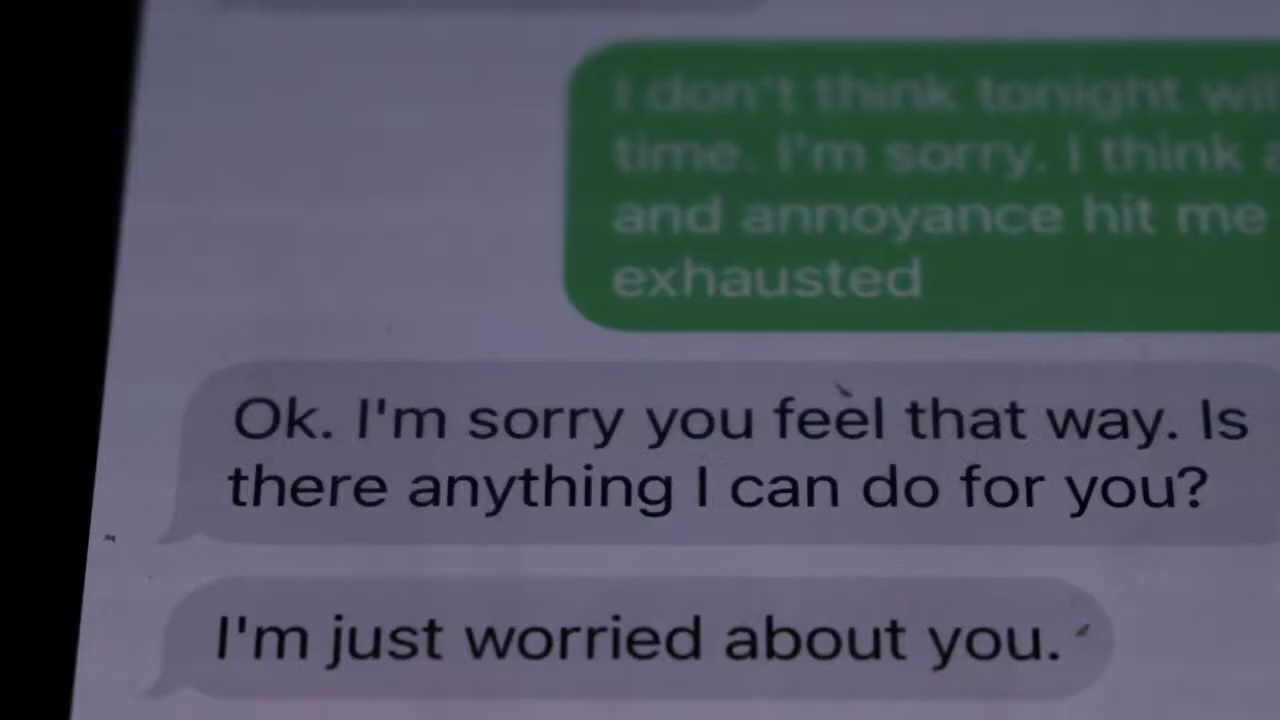 I don't think tonight
time. I'm sorry. I think
and annoyance hit me
exhausted
Ok. I'm sorry you feel that way. Is
there anything I can do for you?
I'm just worried about you.